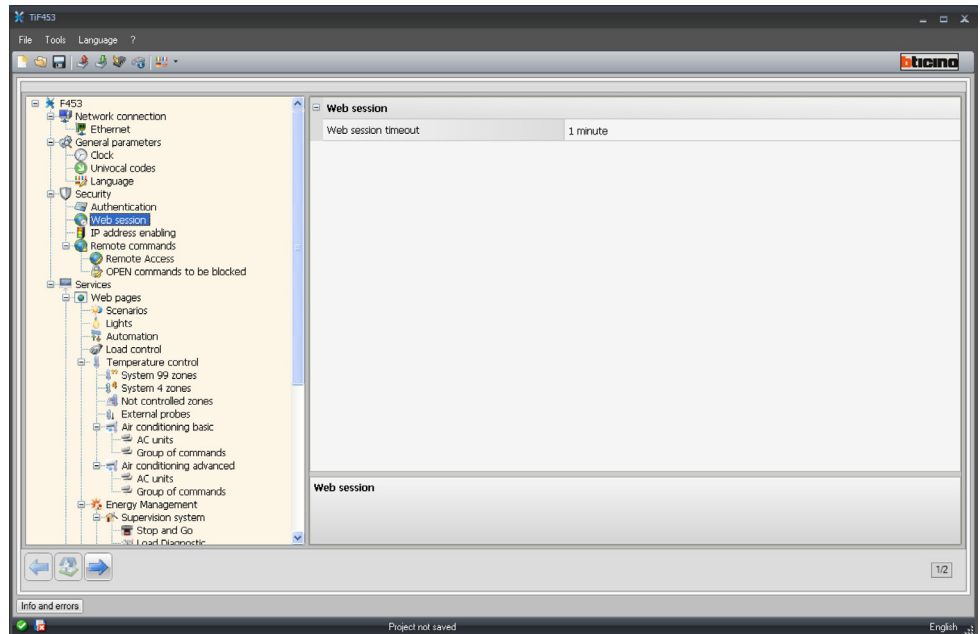 TiF453
File Tools Language ?
bticino
F453
Network connection
Ethernet
General parameters
Clock
Univocal codes
Language
Security
Authentication
Web session
IP address enabling
Remote commands
Remote Access
OPEN commands to be blocked
Services
Web pages
Scenarios
Lights
Automation
Load control
Temperature control
System 99 zones
System 4 zones
Not controlled zones
External probes
Air conditioning basic
AC units
Group of commands
Air conditioning advanced
AC units
Group of commands
Energy Management
Supervision system
Stop and Go
Load Diagnostic
Web session
Web session timeout 1 minute
Web session
1/2
Info and errors
Project not saved
English